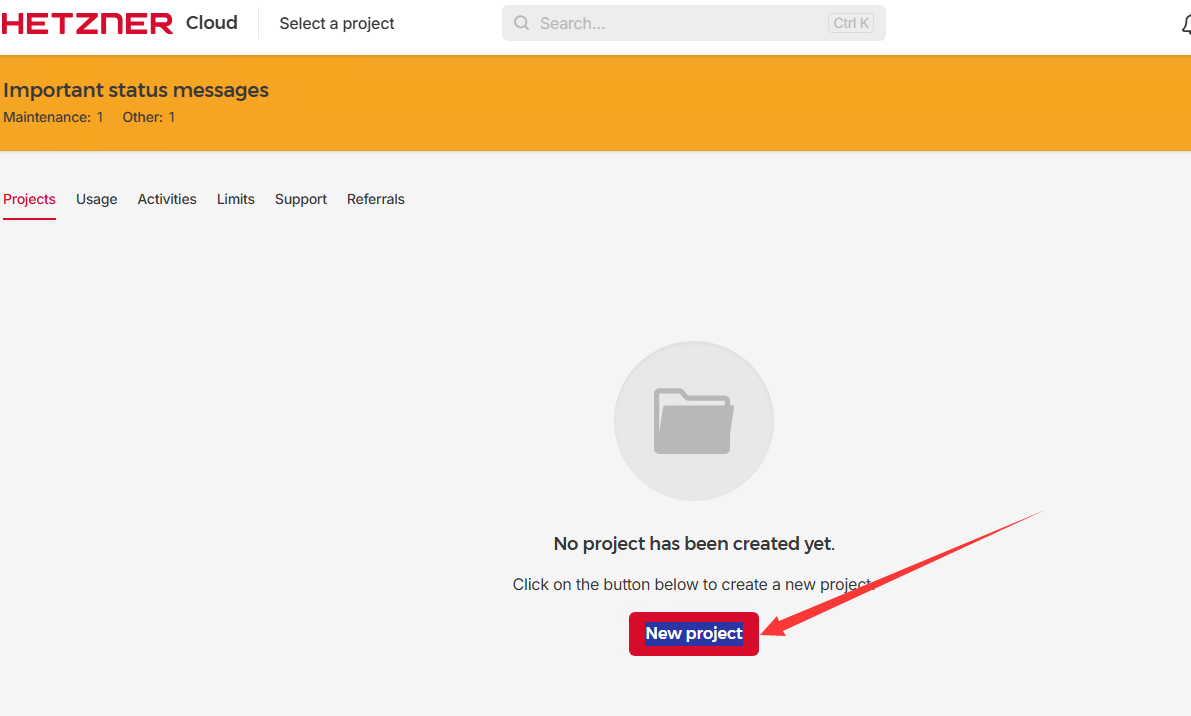 HETZNER Cloud Select a project Search... Ctrl K
Important status messages
Maintenance: 1 Other: 1
Projects Usage Activities Limits Support Referrals
No project has been created yet.
Click on the button below to create a new project.
New project